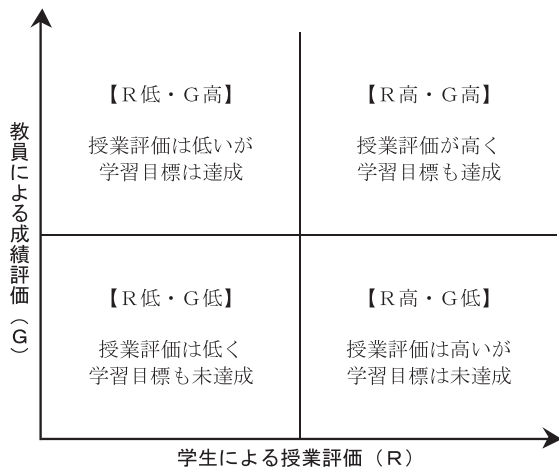 【R低・G高】
授業評価は低いが
学習目標は達成
【R高・G高】
授業評価が高く
学習目標も達成
教員による成績評価（G）
【R低・G低】
授業評価は低く
学習目標も未達成
【R高・G低】
授業評価は高いが
学習目標は未達成
学生による授業評価（R）